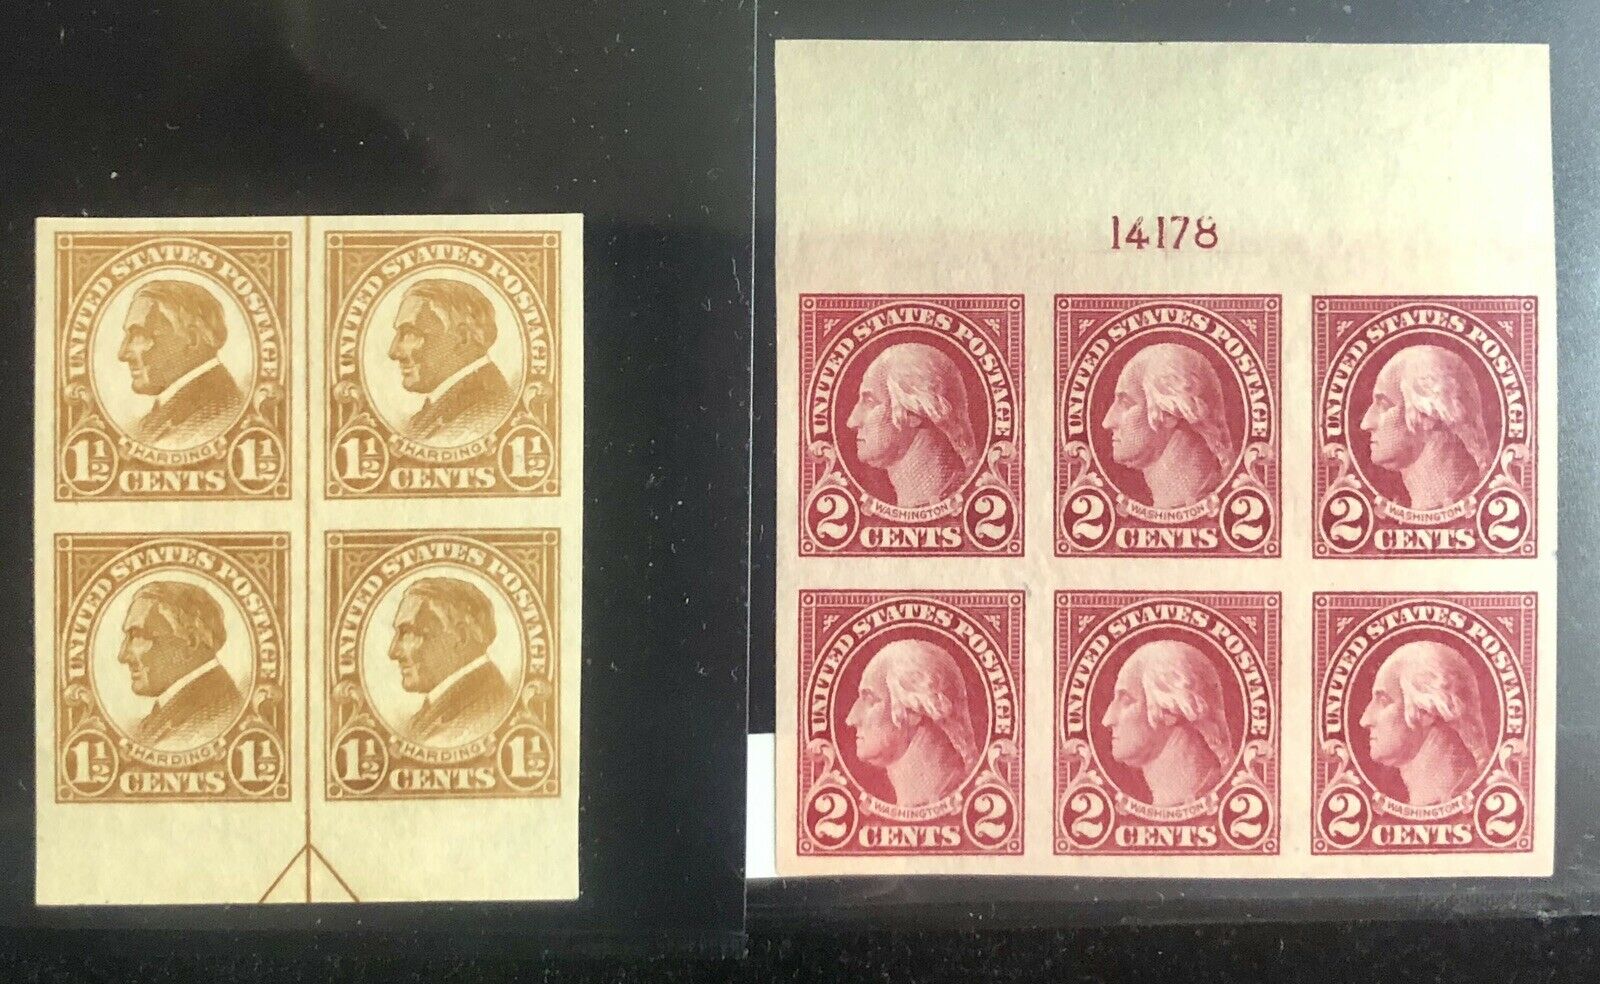 UNITED STATES POSTAGE
HARDING
1½ CENTS 1½
UNITED STATES POSTAGE
HARDING
1½ CENTS 1½
UNITED STATES POSTAGE
HARDING
1½ CENTS 1½
UNITED STATES POSTAGE
HARDING
1½ CENTS 1½
14178
UNITED STATES POSTAGE
WASHINGTON
2 CENTS 2
UNITED STATES POSTAGE
WASHINGTON
2 CENTS 2
UNITED STATES POSTAGE
WASHINGTON
2 CENTS 2
UNITED STATES POSTAGE
WASHINGTON
2 CENTS 2
UNITED STATES POSTAGE
WASHINGTON
2 CENTS 2
UNITED STATES POSTAGE
WASHINGTON
2 CENTS 2